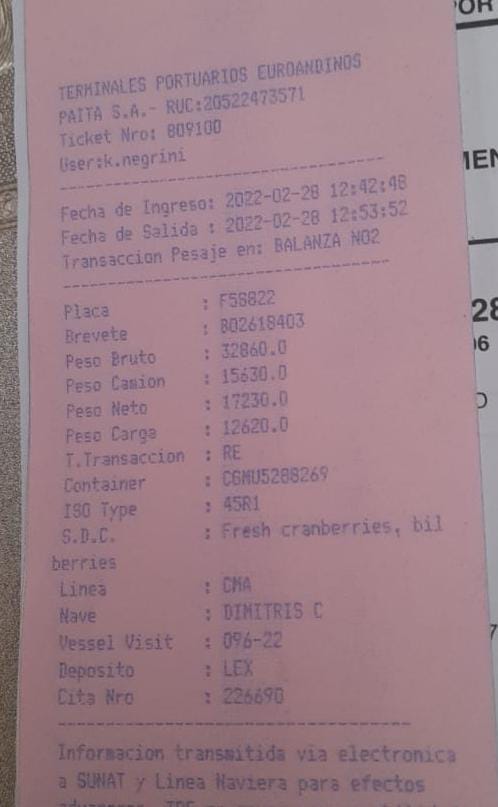 TERMINALES PORTUARIOS EUROANDINOS
PAITA S.A.- RUC:20522473571
Ticket Nro: 809100
User:k.negrini
Fecha de Ingreso: 2022-02-28 12:42:48
Fecha de Salida : 2022-02-28 12:53:52
Transaccion Pesaje en: BALANZA NO2
Placa : F5S822
Brevete : B02618403
Peso Bruto : 32860.0
Peso Camion : 15630.0
Peso Neto : 17230.0
Peso Carga : 12620.0
T.Transaccion : RE
Container : CGMU5288269
ISO Type : 45R1
S.D.C. : Fresh cranberries, bil
berries
Linea : CMA
Nave : DIMITRIS C
Vessel Visit : 096-22
Deposito : LEX
Cita Nro : 226690
Informacion transmitida via electronica
a SUNAT y Linea Naviera para efectos